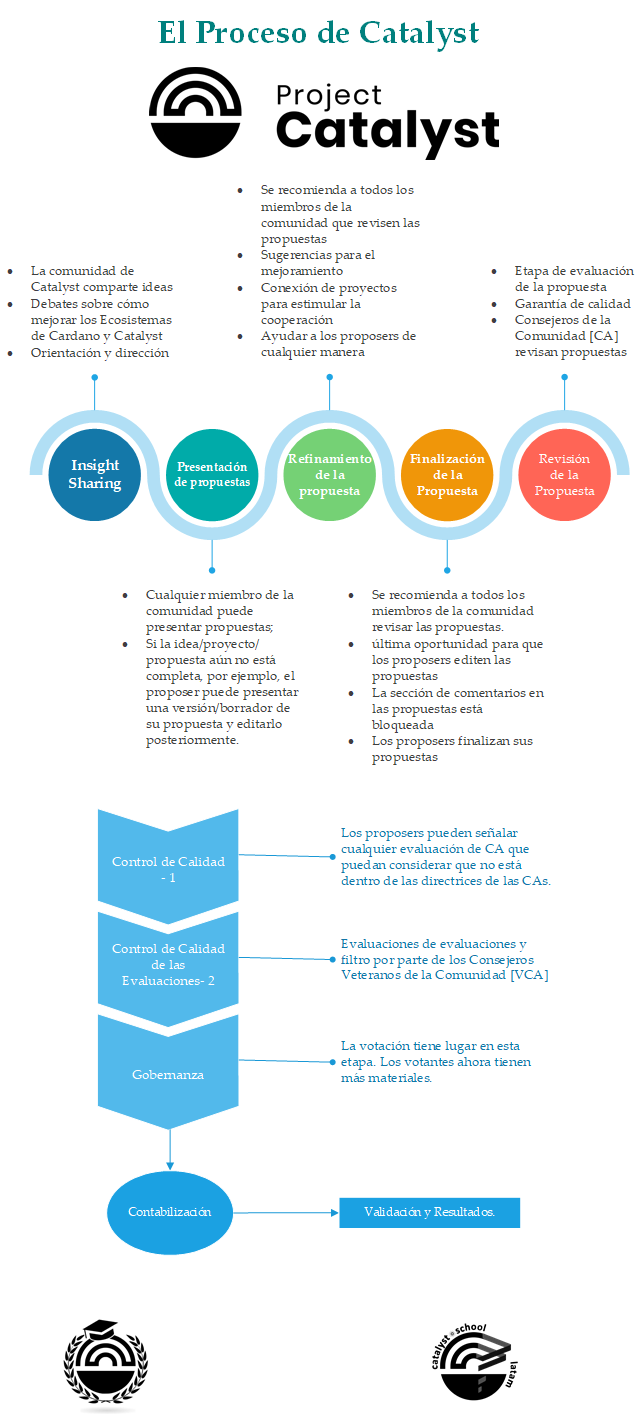 El Proceso de Catalyst
Project
Catalyst
• Se recomienda a todos los
miembros de la
comunidad que revisen las
propuestas
• Sugerencias para el
mejoramiento
• Conexión de proyectos
para estimular la
cooperación
• Ayudar a los proposers de
cualquier manera
• La comunidad de
Catalyst comparte ideas
• Debates sobre cómo
mejorar los Ecosistemas
de Cardano y Catalyst
• Orientación y dirección
• Etapa de evaluación
de la propuesta
• Garantía de calidad
• Consejeros de la
Comunidad [CA]
revisan propuestas
Insight
Sharing
Presentación
de propuestas
Refinamiento
de la
propuesta
Finalización
de la
Propuesta
Revisión
de la
Propuesta
• Cualquier miembro de la
comunidad puede
presentar propuestas;
• Si la idea/proyecto/
propuesta aún no está
completa, por ejemplo, el
proposer puede presentar
una versión/borrador de
su propuesta y editarlo
posteriormente.
• Se recomienda a todos los
miembros de la comunidad
revisar las propuestas.
• última oportunidad para que
los proposers editen las
propuestas
• La sección de comentarios en
las propuestas está
bloqueada
• Los proposers finalizan sus
propuestas
Control de Calidad
- 1
Los proposers pueden señalar
cualquier evaluación de CA que
puedan considerar que no está
dentro de las directrices de las CAs.
Control de Calidad
de las
Evaluaciones- 2
Evaluaciones de evaluaciones y
filtro por parte de los Consejeros
Veteranos de la Comunidad [VCA]
Gobernanza
La votación tiene lugar en esta
etapa. Los votantes ahora tienen
más materiales.
Contabilización
Validación y Resultados.
catalyst school
latam